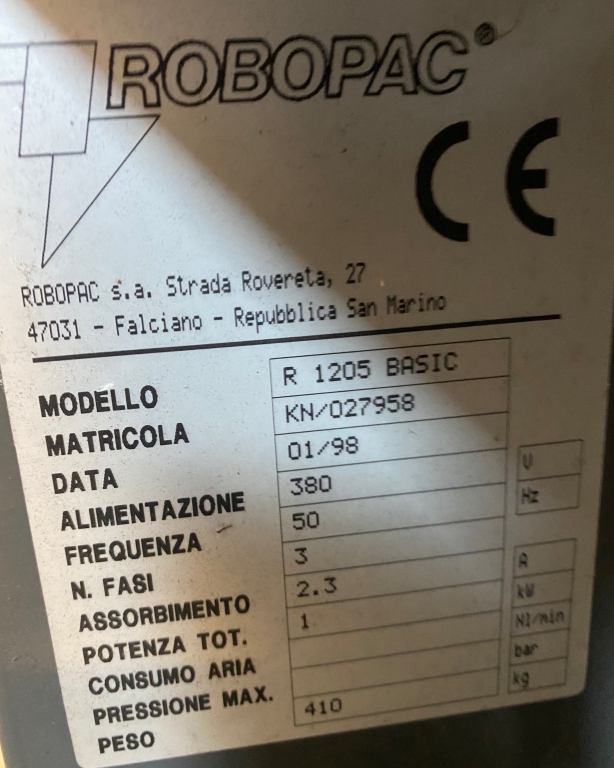 ROBOPAC®
CE
ROBOPAC s.a. Strada Rovereta, 27
47031 - Falciano - Repubblica San Marino
MODELLO R 1205 BASIC
MATRICOLA KN/027958
DATA 01/98
ALIMENTAZIONE 380 V
FREQUENZA 50 Hz
N. FASI 3
ASSORBIMENTO 2.3 A
POTENZA TOT. 1 kW
CONSUMO ARIA Nl/min
PRESSIONE MAX. bar
PESO 410 kg